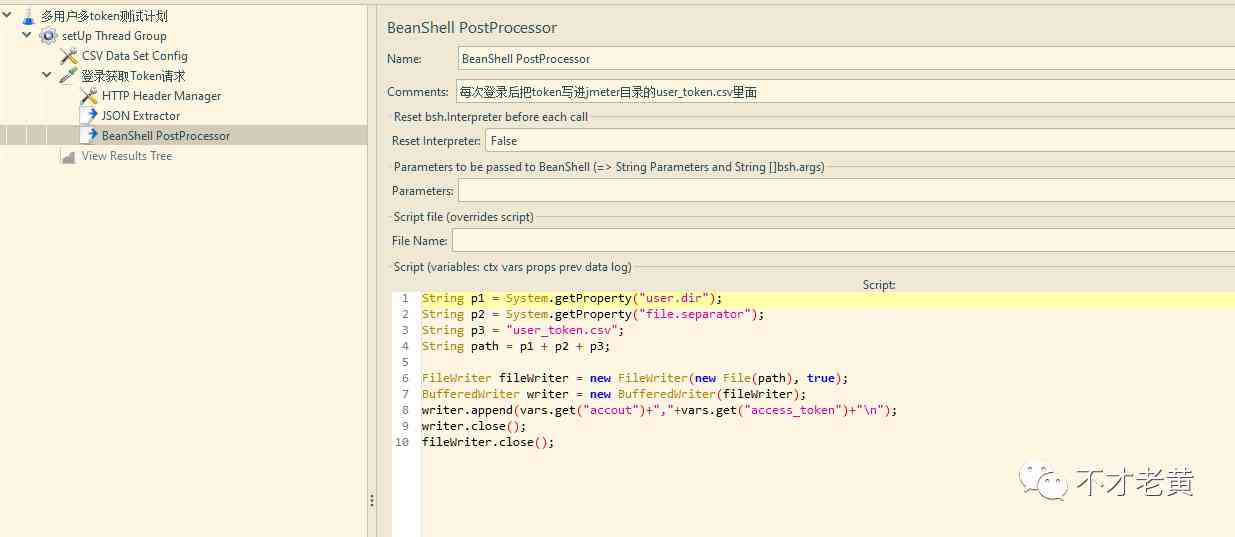 多用户多token测试计划
setUp Thread Group
CSV Data Set Config
登录获取Token请求
HTTP Header Manager
JSON Extractor
BeanShell PostProcessor
View Results Tree
BeanShell PostProcessor
Name: BeanShell PostProcessor
Comments: 每次登录后把token写进jmeter目录的user_token.csv里面
Reset bsh.Interpreter before each call
Reset Interpreter: False
Parameters to be passed to BeanShell (=> String Parameters and String []bsh.args)
Parameters:
Script file (overrides script)
File Name:
Script (variables: ctx vars props prev data log)
Script:
1 String p1 = System.getProperty("user.dir");
2 String p2 = System.getProperty("file.separator");
3 String p3 = "user_token.csv";
4 String path = p1 + p2 + p3;
5
6 FileWriter fileWriter = new FileWriter(new File(path), true);
7 BufferedWriter writer = new BufferedWriter(fileWriter);
8 writer.append(vars.get("accout")+","+vars.get("access_token")+"\n");
9 writer.close();
10 fileWriter.close();
不才老黄